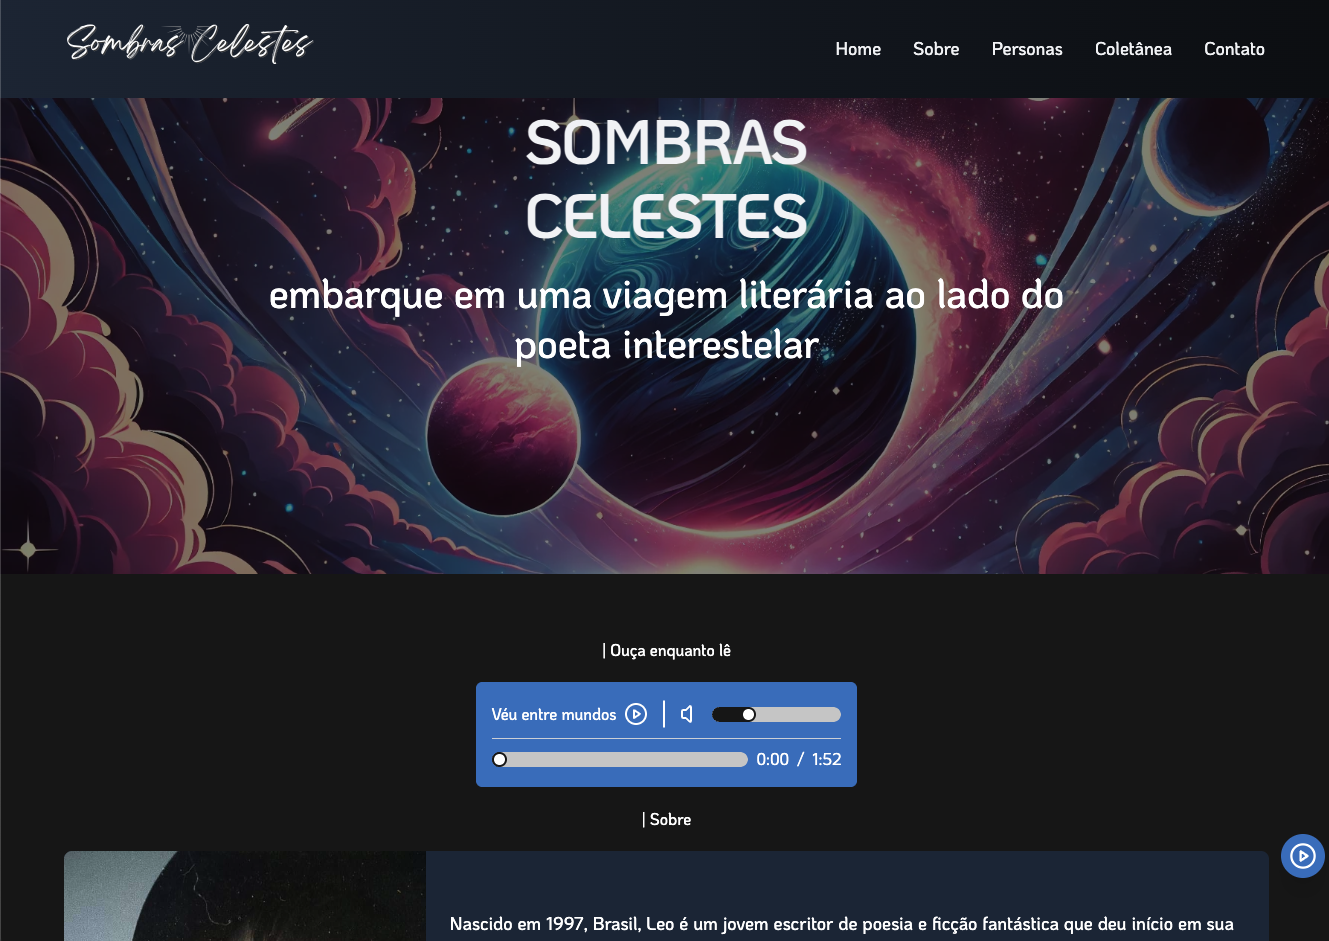 Sombras Celestes
Home Sobre Personas Coletânea Contato
SOMBRAS
CELESTES
embarque em uma viagem literária ao lado do
poeta interestelar
| Ouça enquanto lê
Véu entre mundos
0:00 / 1:52
| Sobre
Nascido em 1997, Brasil, Leo é um jovem escritor de poesia e ficção fantástica que deu início em sua